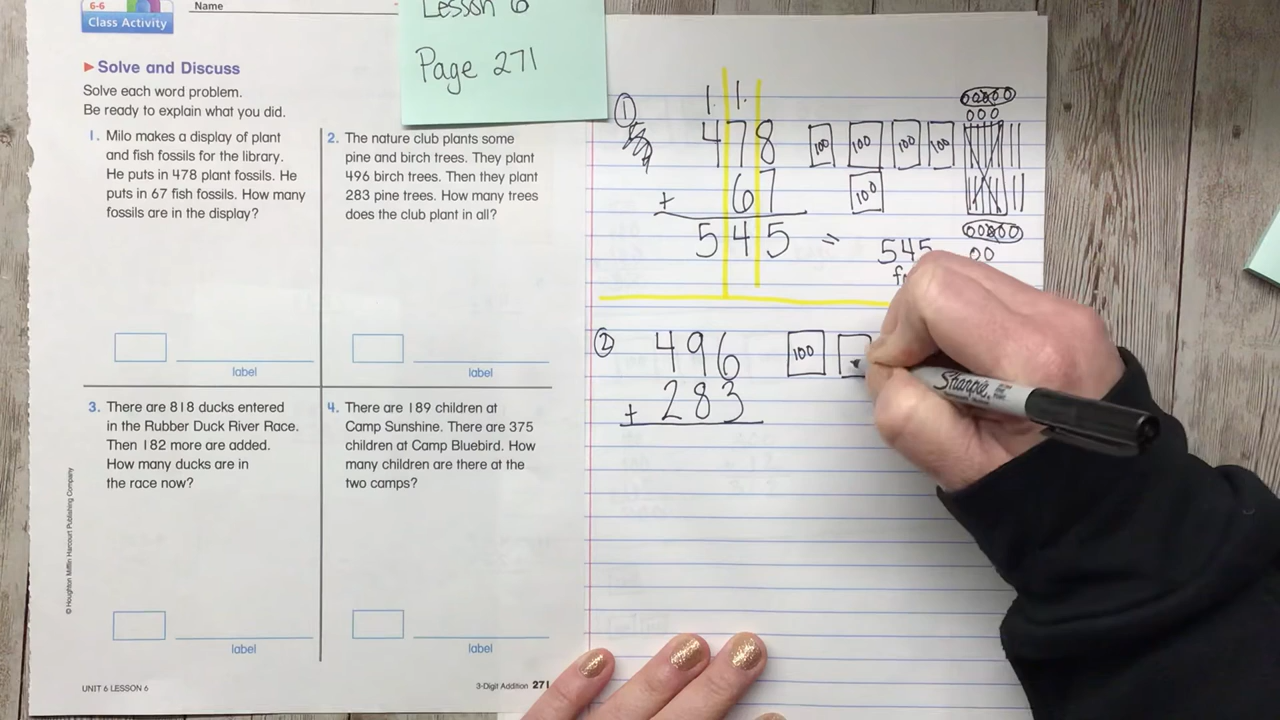 6-6
Class Activity
Name
Lesson 6
Page 271
Solve and Discuss
Solve each word problem.
Be ready to explain what you did.
1. Milo makes a display of plant
and fish fossils for the library.
He puts in 478 plant fossils. He
puts in 67 fish fossils. How many
fossils are in the display?
label
2. The nature club plants some
pine and birch trees. They plant
496 birch trees. Then they plant
283 pine trees. How many trees
does the club plant in all?
label
3. There are 818 ducks entered
in the Rubber Duck River Race.
Then 182 more are added.
How many ducks are in
the race now?
label
4. There are 189 children at
Camp Sunshine. There are 375
children at Camp Bluebird. How
many children are there at the
two camps?
label
© Houghton Mifflin Harcourt Publishing Company
UNIT 6 LESSON 6
3-Digit Addition 271
1
1 1
478
+ 67
545 = 545
100 100 100 100
100
2
496
+ 283
100
Sharpie